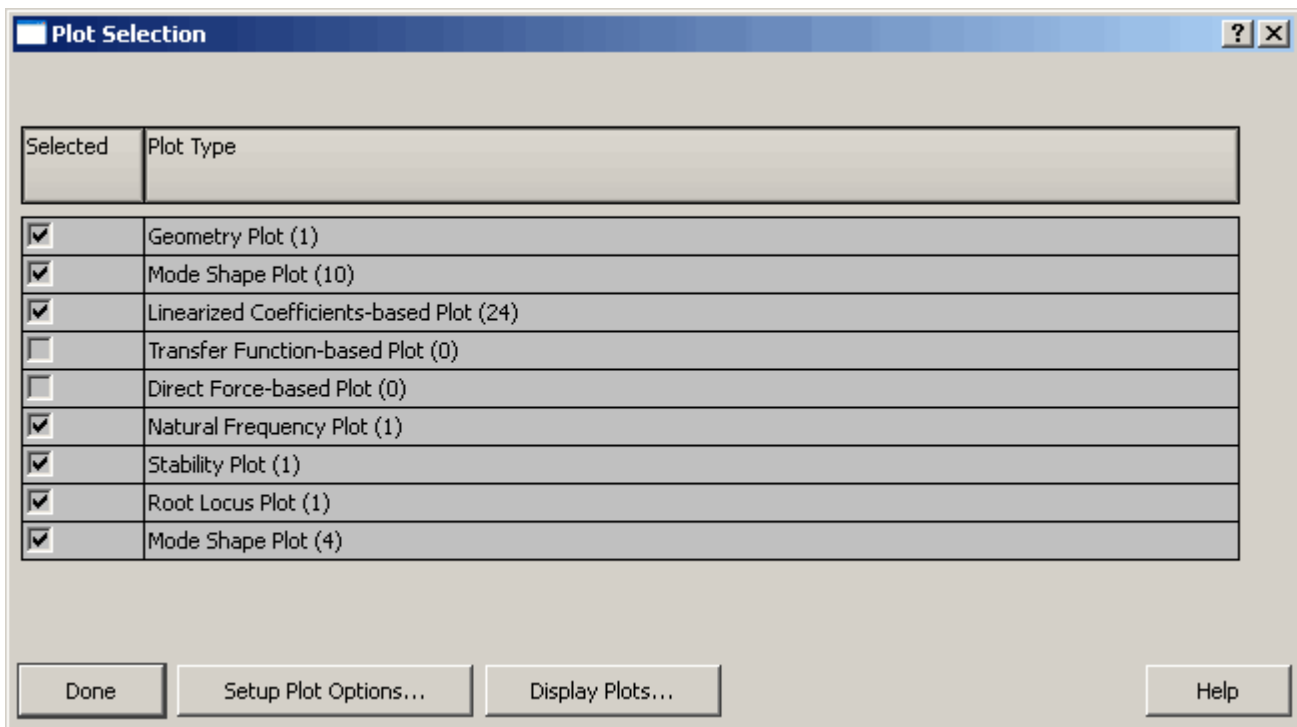 Plot Selection
Selected Plot Type
Geometry Plot (1)
Mode Shape Plot (10)
Linearized Coefficients-based Plot (24)
Transfer Function-based Plot (0)
Direct Force-based Plot (0)
Natural Frequency Plot (1)
Stability Plot (1)
Root Locus Plot (1)
Mode Shape Plot (4)
Done Setup Plot Options... Display Plots... Help